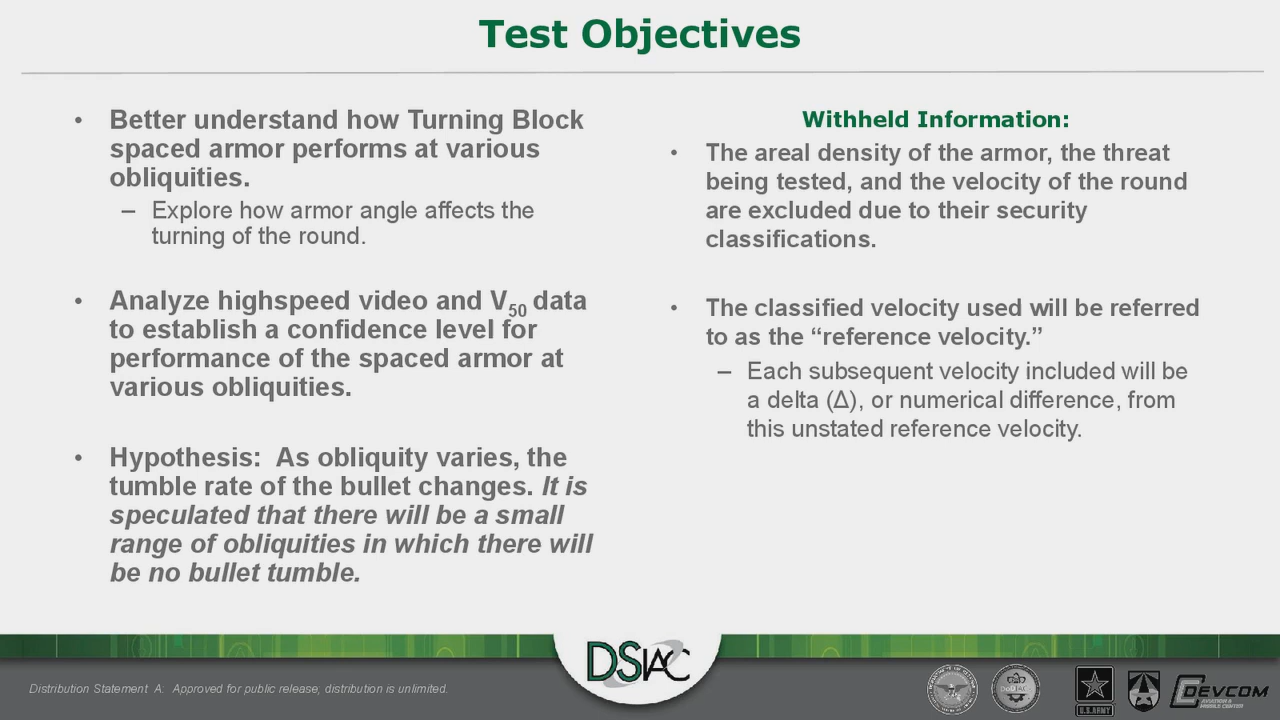 Test Objectives
• Better understand how Turning Block
spaced armor performs at various
obliquities.
– Explore how armor angle affects the
turning of the round.
• Analyze highspeed video and V50 data
to establish a confidence level for
performance of the spaced armor at
various obliquities.
• Hypothesis: As obliquity varies, the
tumble rate of the bullet changes. It is
speculated that there will be a small
range of obliquities in which there will
be no bullet tumble.
Withheld Information:
• The areal density of the armor, the threat
being tested, and the velocity of the round
are excluded due to their security
classifications.
• The classified velocity used will be referred
to as the “reference velocity.”
– Each subsequent velocity included will be
a delta (Δ), or numerical difference, from
this unstated reference velocity.
Distribution Statement A. Approved for public release, distribution is unlimited.
DSIAC
U.S. ARMY
DEVCOM
AVIATION &
MISSILE CENTER